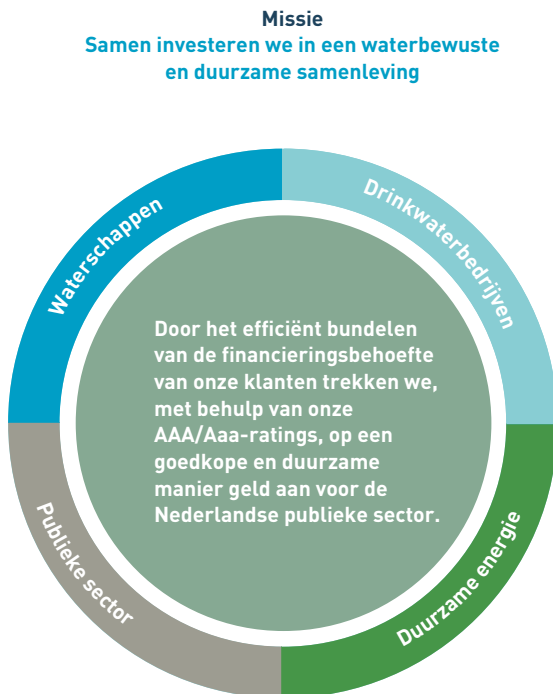 Missie
Samen investeren we in een waterbewuste
en duurzame samenleving
Waterschappen
Drinkwaterbedrijven
Door het efficiënt bundelen
van de financieringsbehoefte
van onze klanten trekken we,
met behulp van onze
AAA/Aaa-ratings, op een
goedkope en duurzame
manier geld aan voor de
Nederlandse publieke sector.
Publieke sector
Duurzame energie